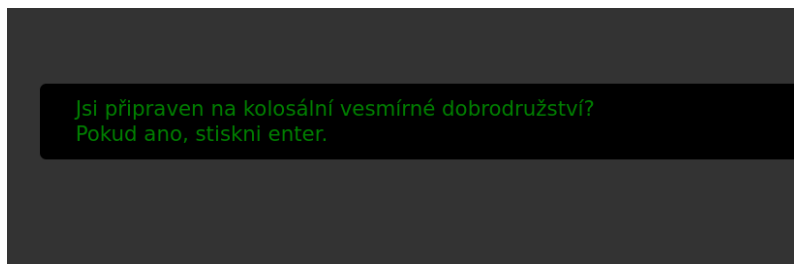 Jsi připraven na kolosální vesmírné dobrodružství?
Pokud ano, stiskni enter.